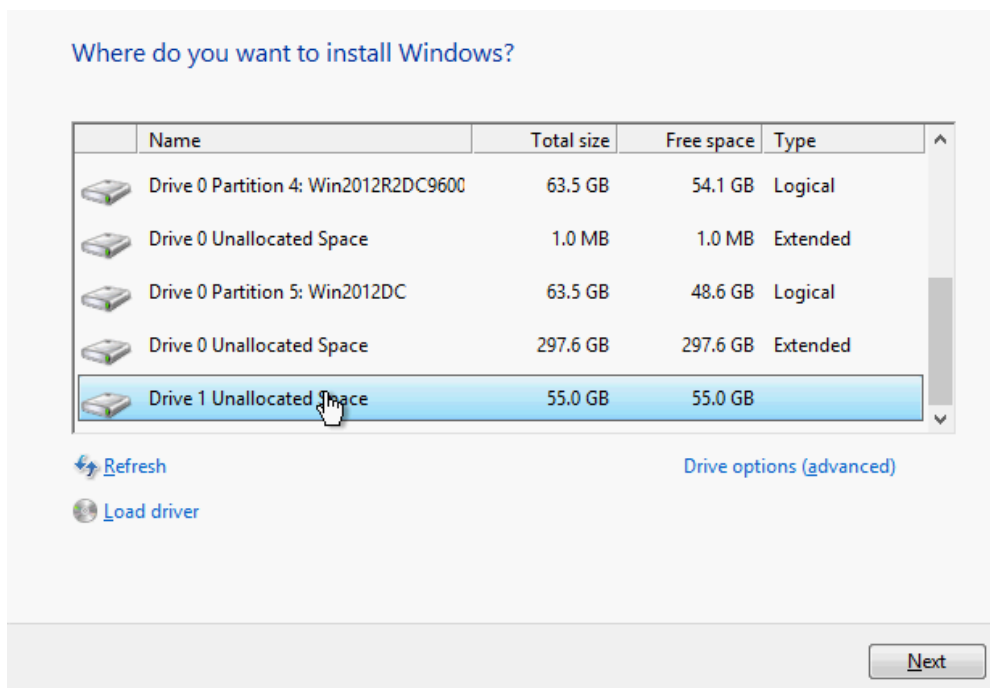 Where do you want to install Windows?
Name Total size Free space Type
Drive 0 Partition 4: Win2012R2DC9600 63.5 GB 54.1 GB Logical
Drive 0 Unallocated Space 1.0 MB 1.0 MB Extended
Drive 0 Partition 5: Win2012DC 63.5 GB 48.6 GB Logical
Drive 0 Unallocated Space 297.6 GB 297.6 GB Extended
Drive 1 Unallocated Space 55.0 GB 55.0 GB
Refresh Drive options (advanced)
Load driver
Next